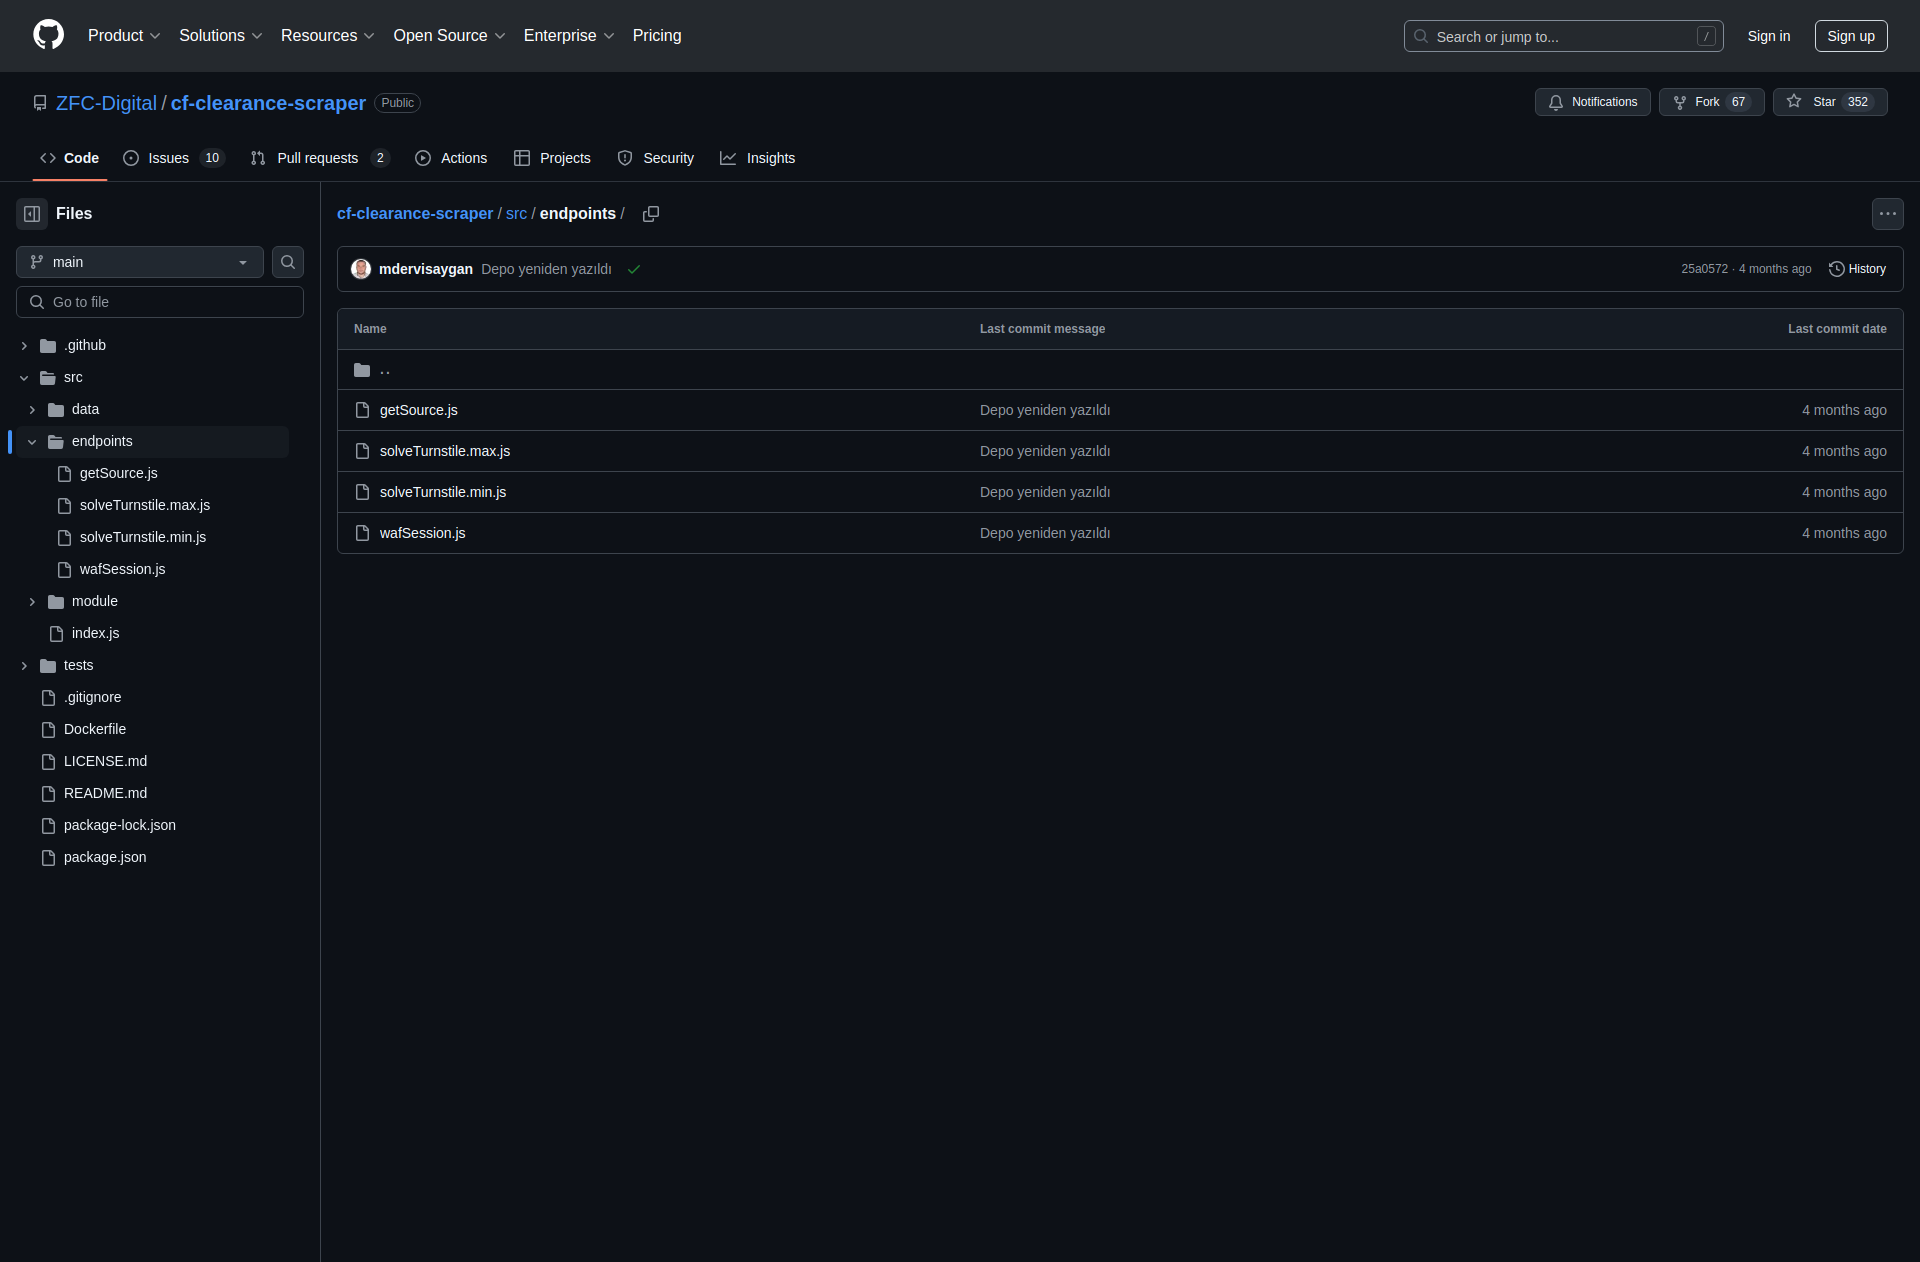 Product Solutions Resources Open Source Enterprise Pricing Search or jump to... / Sign in Sign up
ZFC-Digital / cf-clearance-scraper Public Notifications Fork 67 Star 352
Code Issues 10 Pull requests 2 Actions Projects Security Insights
Files
main
Go to file
.github
src
data
endpoints
getSource.js
solveTurnstile.max.js
solveTurnstile.min.js
wafSession.js
module
index.js
tests
.gitignore
Dockerfile
LICENSE.md
README.md
package-lock.json
package.json
cf-clearance-scraper / src / endpoints /
mdervisaygan Depo yeniden yazıldı 25a0572 · 4 months ago History
Name Last commit message Last commit date
..
getSource.js Depo yeniden yazıldı 4 months ago
solveTurnstile.max.js Depo yeniden yazıldı 4 months ago
solveTurnstile.min.js Depo yeniden yazıldı 4 months ago
wafSession.js Depo yeniden yazıldı 4 months ago